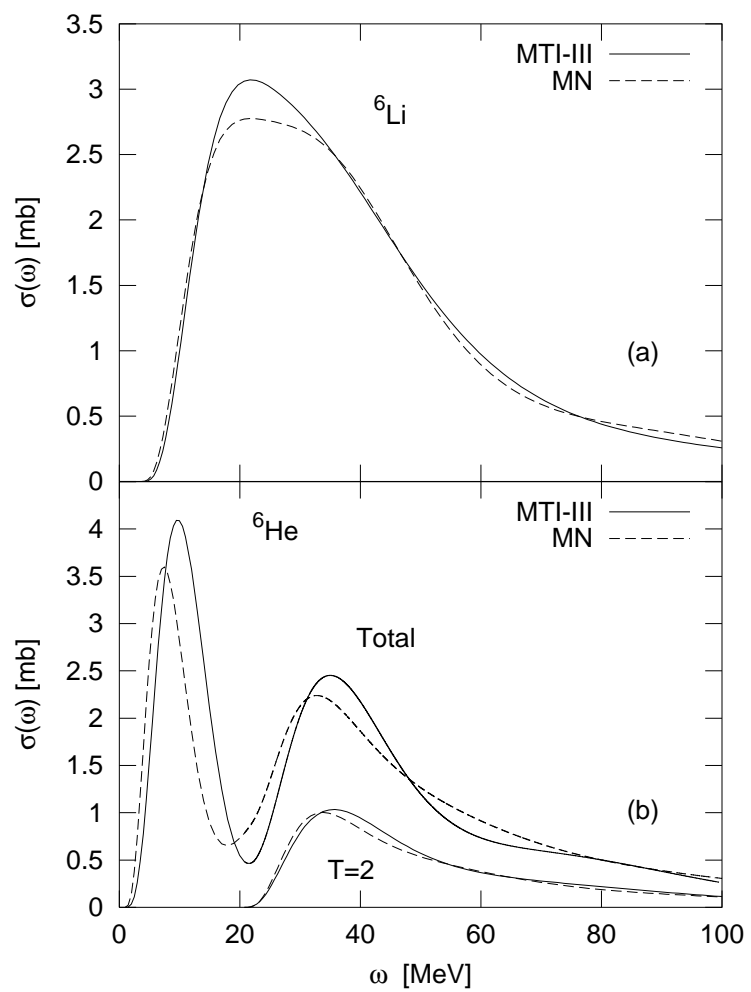 3.5
3
2.5
2
1.5
1
0.5
0
σ(ω) [mb]
MTI-III
MN
⁶Li
(a)
4
3.5
3
2.5
2
1.5
1
0.5
0
σ(ω) [mb]
⁶He
MTI-III
MN
Total
(b)
T=2
0 20 40 60 80 100
ω [MeV]